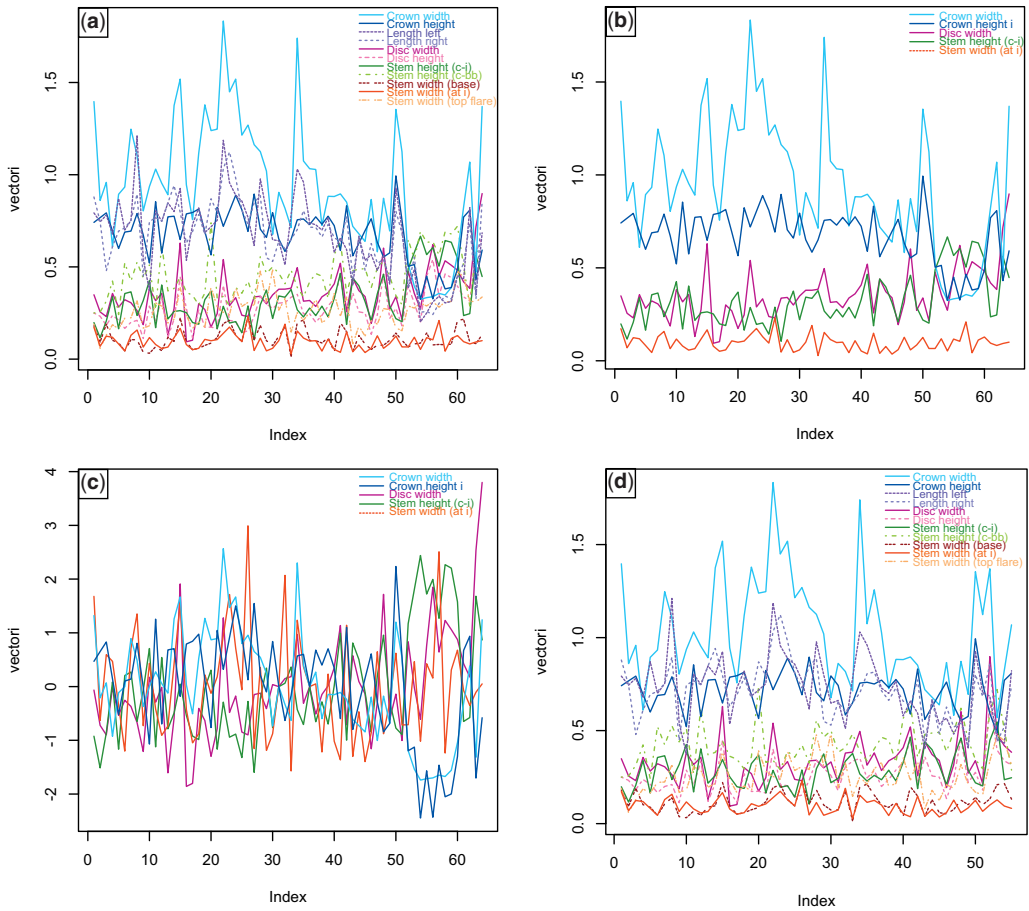 (a)
Crown width
Crown height
Length left
Length right
Disc width
Disc height
Stem height (c-i)
Stem height (c-bb)
Stem width (base)
Stem width (at i)
Stem width (top flare)
vectori
1.5
1.0
0.5
0.0
0 10 20 30 40 50 60
Index
(b)
Crown width
Crown height i
Disc width
Stem height (c-i)
Stem width (at i)
vectori
1.5
1.0
0.5
0.0
0 10 20 30 40 50 60
Index
(c)
Crown width
Crown height i
Disc width
Stem height (c-i)
Stem width (at i)
vectori
4
3
2
1
0
-1
-2
0 10 20 30 40 50 60
Index
(d)
Crown width
Crown height
Length left
Length right
Disc width
Disc height
Stem height (c-i)
Stem height (c-bb)
Stem width (base)
Stem width (at i)
Stem width (top flare)
vectori
1.5
1.0
0.5
0.0
0 10 20 30 40 50
Index